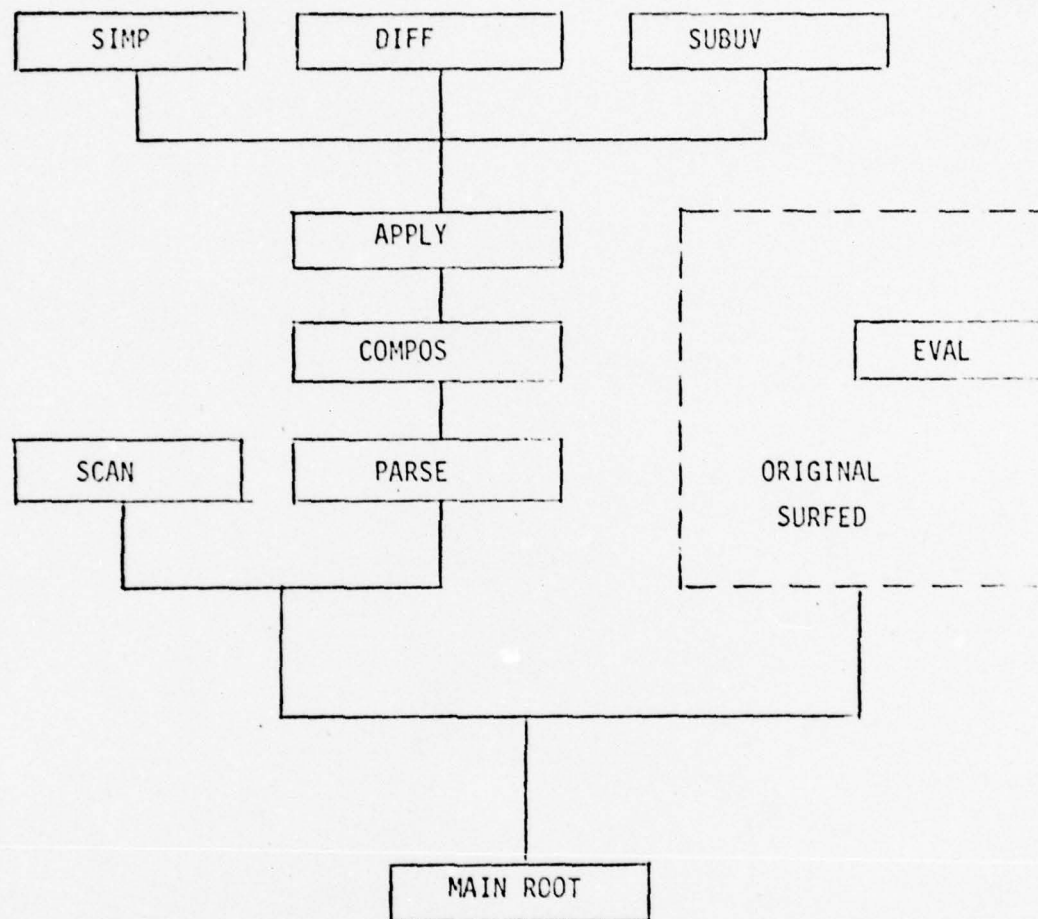 SIMP
DIFF
SUBUV
APPLY
COMPOS
EVAL
SCAN
PARSE
ORIGINAL
SURFED
MAIN ROOT